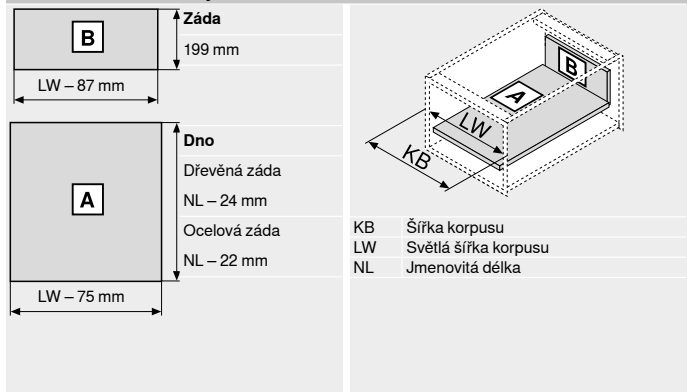 Záda
B
199 mm
LW – 87 mm
Dno
Dřevěná záda
NL – 24 mm
A
Ocelová záda
NL – 22 mm
LW – 75 mm
B
A
LW
KB
KB Šířka korpusu
LW Světlá šířka korpusu
NL Jmenovitá délka